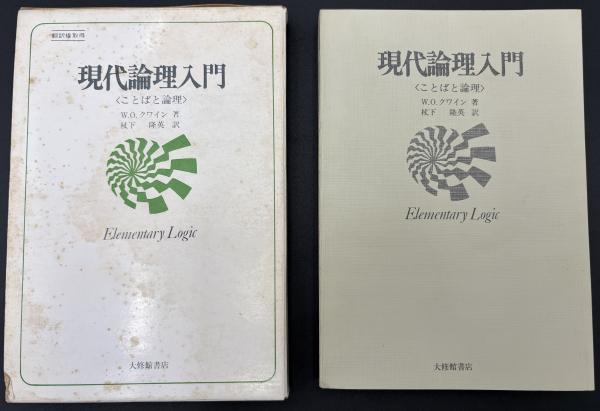 翻訳権取得
現代論理入門
〈ことばと論理〉
W.O.クワイン 著
杖下 隆英 訳
Elementary Logic
大修館書店
現代論理入門
〈ことばと論理〉
W.O.クワイン 著
杖下 隆英 訳
Elementary Logic
大修館書店